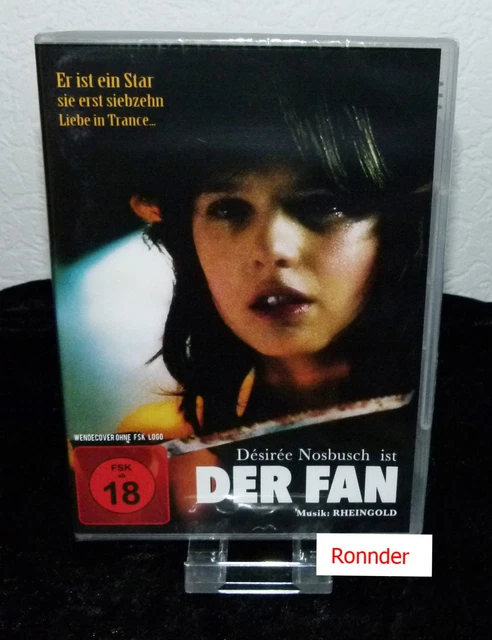 Er ist ein Star
sie erst siebzehn
Liebe in Trance...
WENDECOVER OHNE FSK LOGO
FSK
ab
18
Désirée Nosbusch ist
DER FAN
Musik: RHEINGOLD
Ronnder